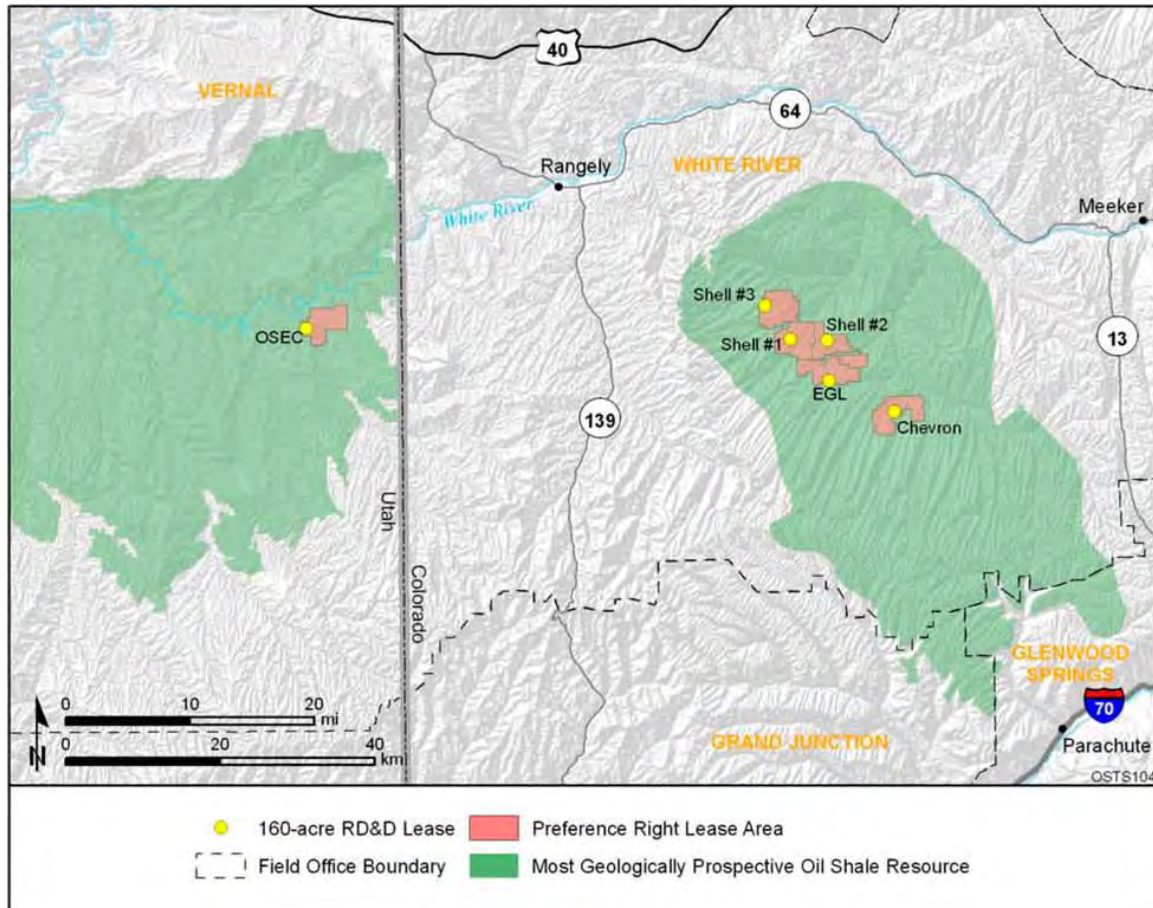 40
VERNAL
64
Rangely
WHITE RIVER
White River
Meeker
Shell #3
OSEC
Shell #1
Shell #2
13
EGL
139
Chevron
Utah
Colorado
GLENWOOD
SPRINGS
0 10 20 mi
0 20 40 km
N
GRAND JUNCTION
70
Parachute
OSTS104
160-acre RD&D Lease
Preference Right Lease Area
Field Office Boundary
Most Geologically Prospective Oil Shale Resource